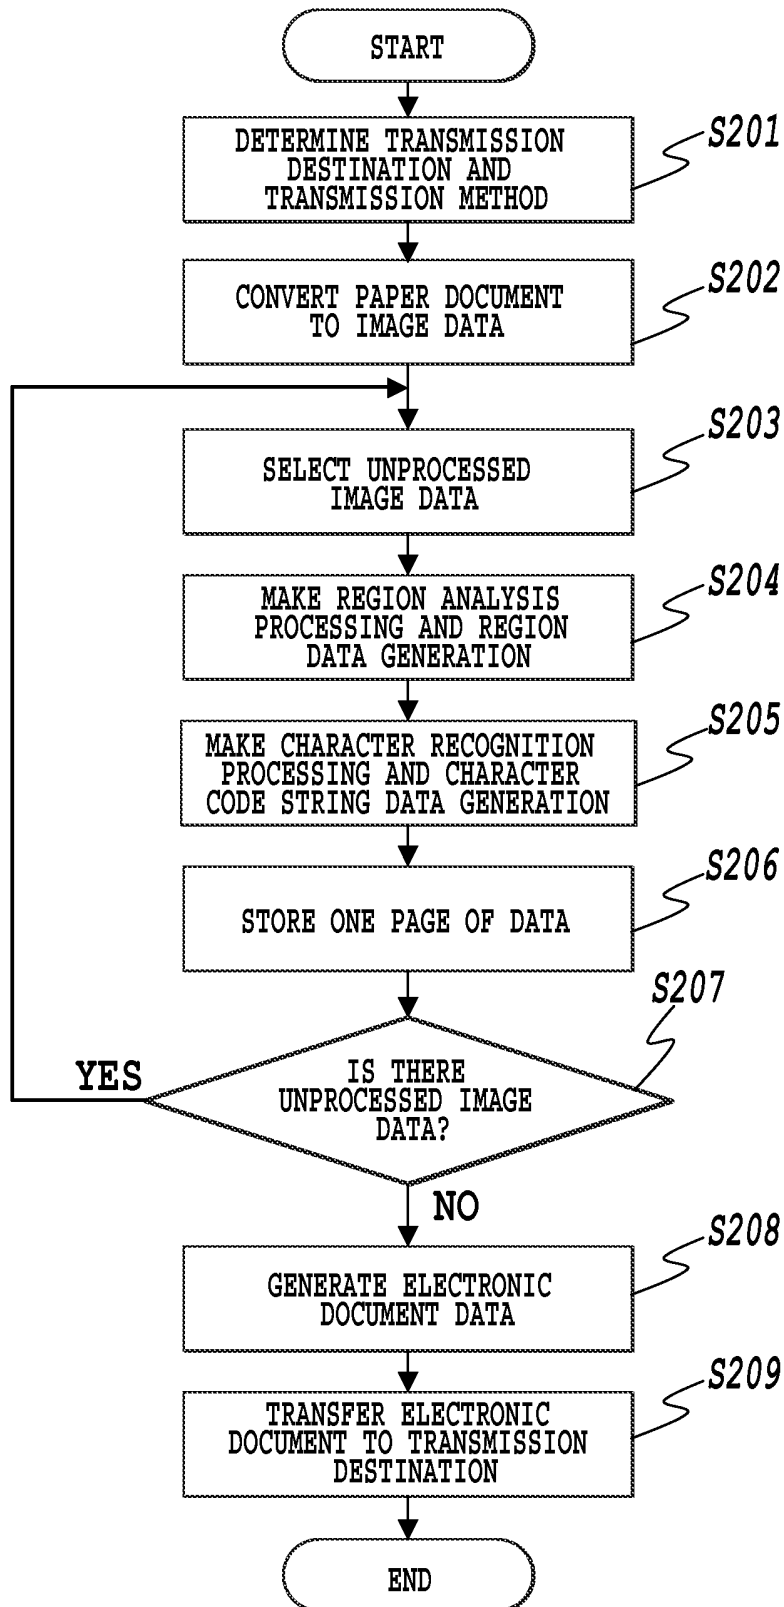 START
S201
DETERMINE TRANSMISSION
DESTINATION AND
TRANSMISSION METHOD
S202
CONVERT PAPER DOCUMENT
TO IMAGE DATA
S203
SELECT UNPROCESSED
IMAGE DATA
S204
MAKE REGION ANALYSIS
PROCESSING AND REGION
DATA GENERATION
S205
MAKE CHARACTER RECOGNITION
PROCESSING AND CHARACTER
CODE STRING DATA GENERATION
S206
STORE ONE PAGE OF DATA
S207
IS THERE
UNPROCESSED IMAGE
DATA?
YES
NO
S208
GENERATE ELECTRONIC
DOCUMENT DATA
S209
TRANSFER ELECTRONIC
DOCUMENT TO TRANSMISSION
DESTINATION
END